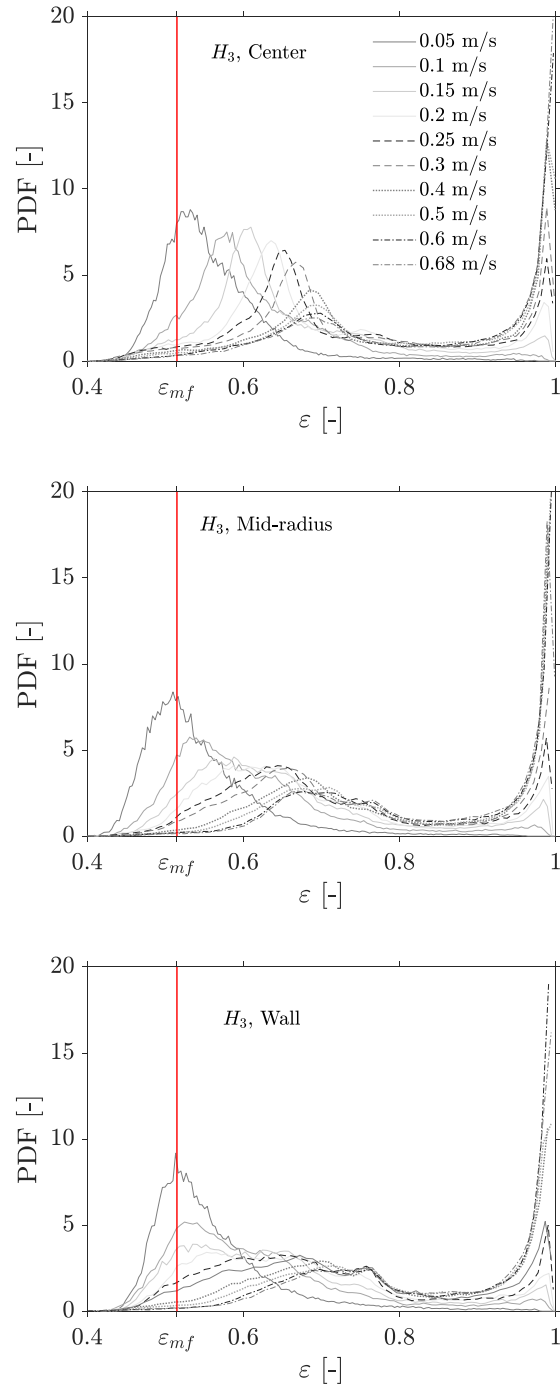 20
15
10
5
0
PDF [-]
H₃, Center
0.05 m/s
0.1 m/s
0.15 m/s
0.2 m/s
0.25 m/s
0.3 m/s
0.4 m/s
0.5 m/s
0.6 m/s
0.68 m/s
0.4 εmf 0.6 0.8 1
ε [-]
20
15
10
5
0
PDF [-]
H₃, Mid-radius
0.4 εmf 0.6 0.8 1
ε [-]
20
15
10
5
0
PDF [-]
H₃, Wall
0.4 εmf 0.6 0.8 1
ε [-]